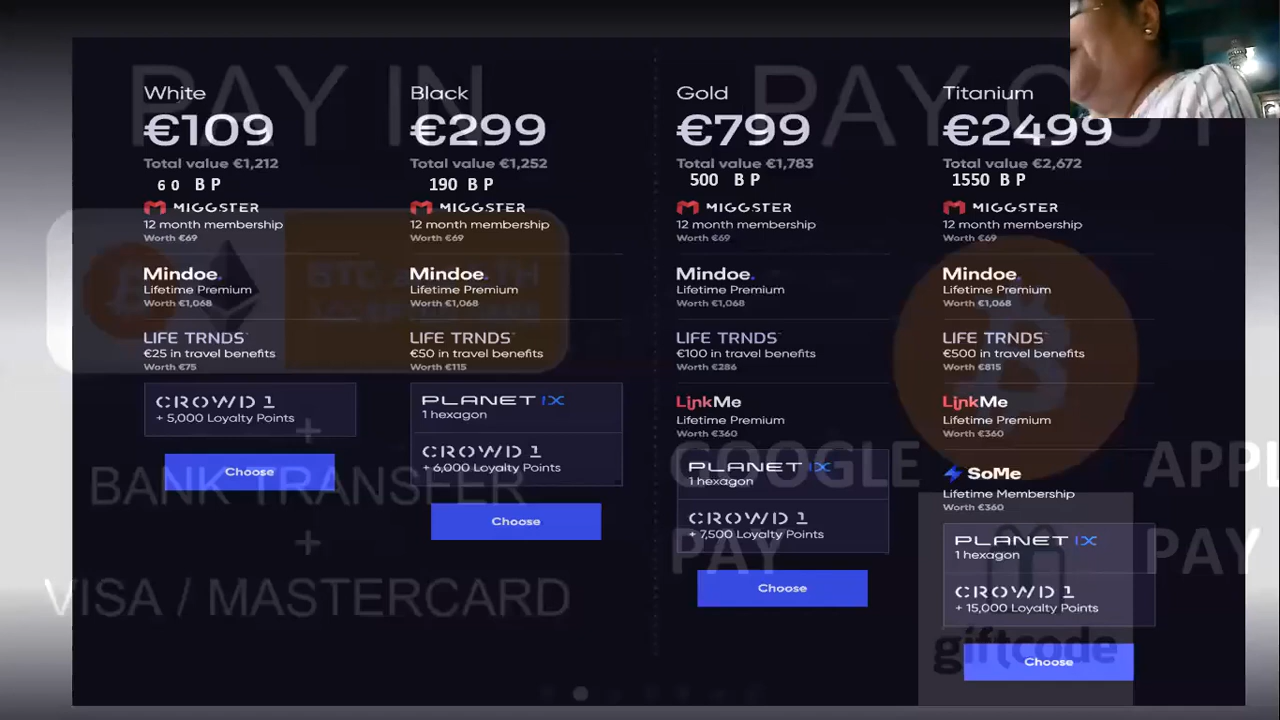 PAY IN
PAY OUT
White
€109
Total value €1,212
60 BP
MIGGSTER
12 month membership
Worth €69
Mindoe.
Lifetime Premium
Worth €1,068
LIFE TRNDS
€25 in travel benefits
Worth €75
CROWD 1
+ 5,000 Loyalty Points
Choose
Black
€299
Total value €1,252
190 BP
MIGGSTER
12 month membership
Worth €69
Mindoe.
Lifetime Premium
Worth €1,068
LIFE TRNDS
€50 in travel benefits
Worth €115
PLANET IX
1 hexagon
CROWD 1
+ 6,000 Loyalty Points
Choose
Gold
€799
Total value €1,783
500 BP
MIGGSTER
12 month membership
Worth €69
Mindoe.
Lifetime Premium
Worth €1,068
LIFE TRNDS
€100 in travel benefits
Worth €286
LinkMe
Lifetime Premium
Worth €360
PLANET IX
1 hexagon
CROWD 1
+ 7,500 Loyalty Points
Choose
Titanium
€2499
Total value €2,672
1550 BP
MIGGSTER
12 month membership
Worth €69
Mindoe.
Lifetime Premium
Worth €1,068
LIFE TRNDS
€500 in travel benefits
Worth €815
LinkMe
Lifetime Premium
Worth €360
SoMe
Lifetime Membership
Worth €360
PLANET IX
1 hexagon
CROWD 1
+ 15,000 Loyalty Points
Choose
+
BANK TRANSFER
+
VISA / MASTERCARD
GOOGLE
PAY
APPL
PAY
giftcode